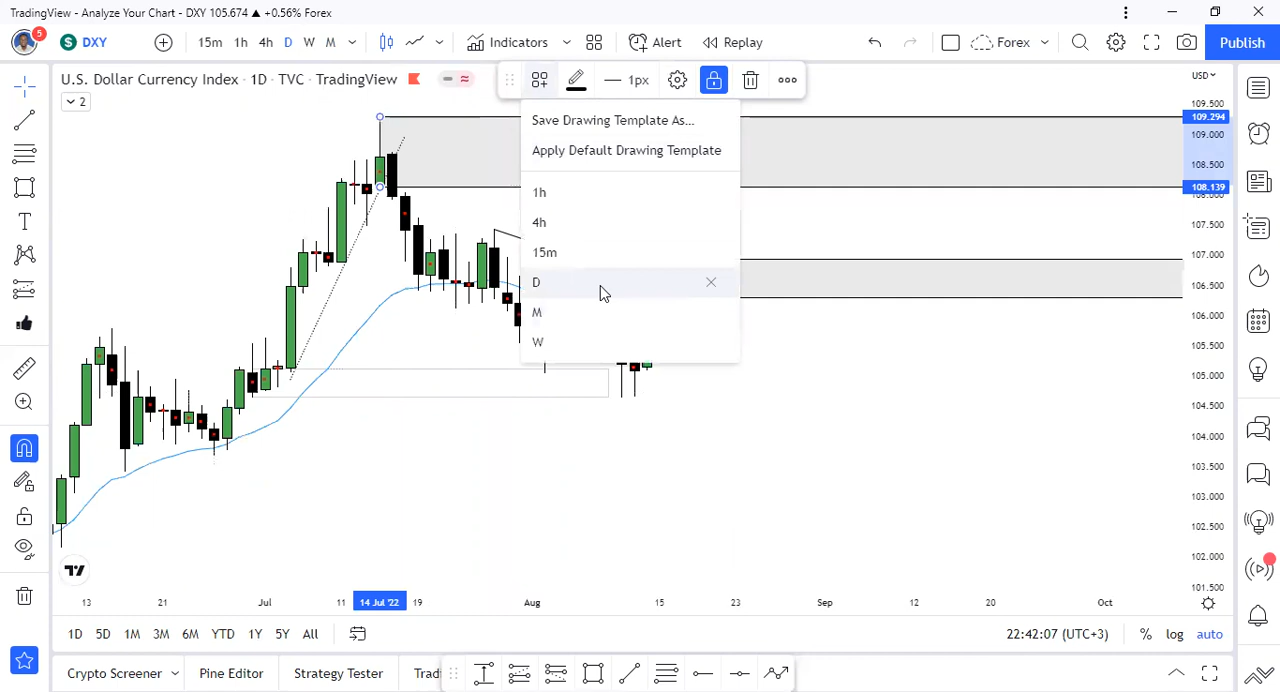 TradingView - Analyze Your Chart - DXY 105.674 ▲ +0.56% Forex
5
$ DXY
15m 1h 4h D W M
Indicators
Alert
Replay
Forex
Publish
U.S. Dollar Currency Index · 1D · TVC · TradingView
2
1px
USD
Save Drawing Template As...
Apply Default Drawing Template
1h
4h
15m
D
M
W
109.500
109.294
109.000
108.500
108.139
107.500
107.000
106.500
106.000
105.500
105.000
104.500
104.000
103.500
103.000
102.500
102.000
101.500
13 21 Jul 11 14 Jul '22 19 Aug 15 23 Sep 12 20 Oct
1D 5D 1M 3M 6M YTD 1Y 5Y All
22:42:07 (UTC+3) % log auto
Crypto Screener Pine Editor Strategy Tester Tradi